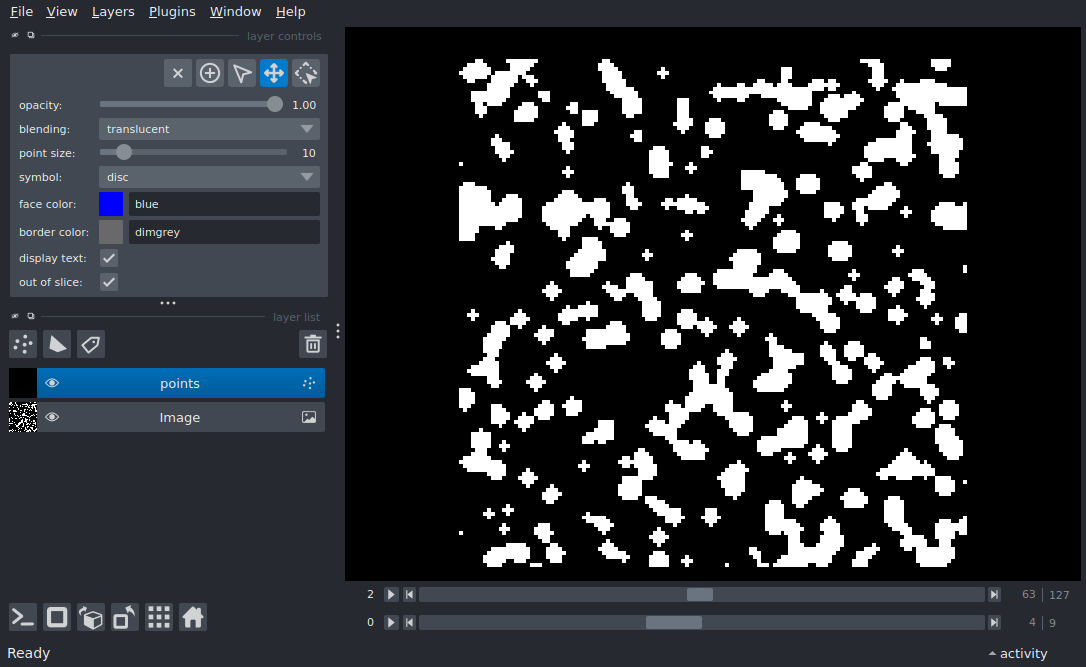 File View Layers Plugins Window Help
layer controls
opacity: 1.00
blending: translucent
point size: 10
symbol: disc
face color: blue
border color: dimgrey
display text:
out of slice:
layer list
points
Image
2 63 127
0 4 9
Ready activity